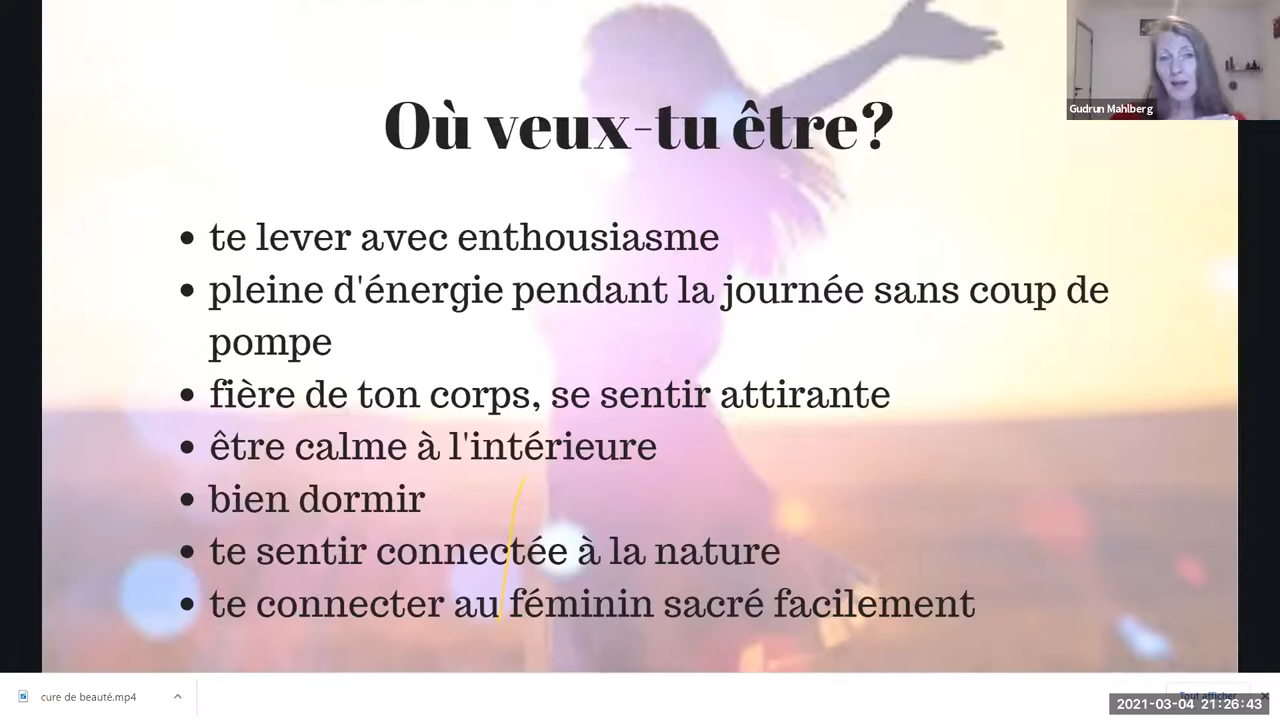 Gudrun Mahlberg
Où veux-tu être?
• te lever avec enthousiasme
• pleine d'énergie pendant la journée sans coup de
pompe
• fière de ton corps, se sentir attirante
• être calme à l'intérieure
• bien dormir
• te sentir connectée à la nature
• te connecter au féminin sacré facilement
cure de beauté.mp4
Tout afficher
2021-03-04 21:26:43